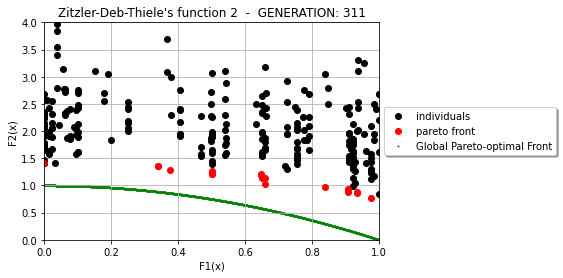 Zitzler-Deb-Thiele's function 2 - GENERATION: 311
4.0
3.5
3.0
2.5
2.0
1.5
1.0
0.5
0.0
F2(x)
0.0 0.2 0.4 0.6 0.8 1.0
F1(x)
individuals
pareto front
Global Pareto-optimal Front